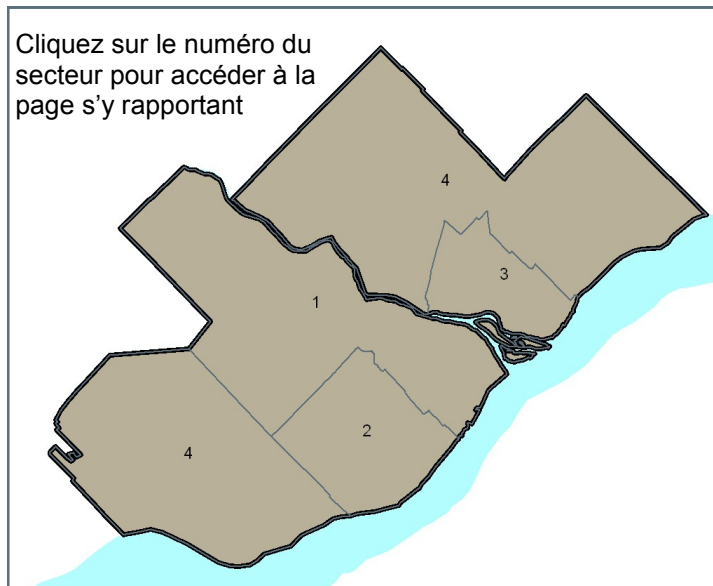 Cliquez sur le numéro du
secteur pour accéder à la
page s’y rapportant
4
3
1
2
4